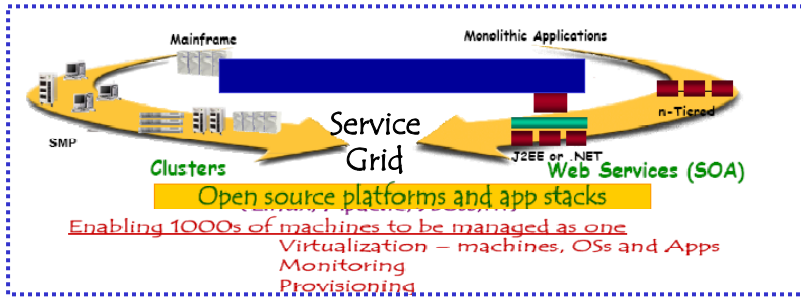 Mainframe
Monolithic Applications
n-Tiered
SMP
Service
Grid
J2EE or .NET
Clusters
Web Services (SOA)
Open source platforms and app stacks
Enabling 1000s of machines to be managed as one
Virtualization – machines, OSs and Apps
Monitoring
Provisioning